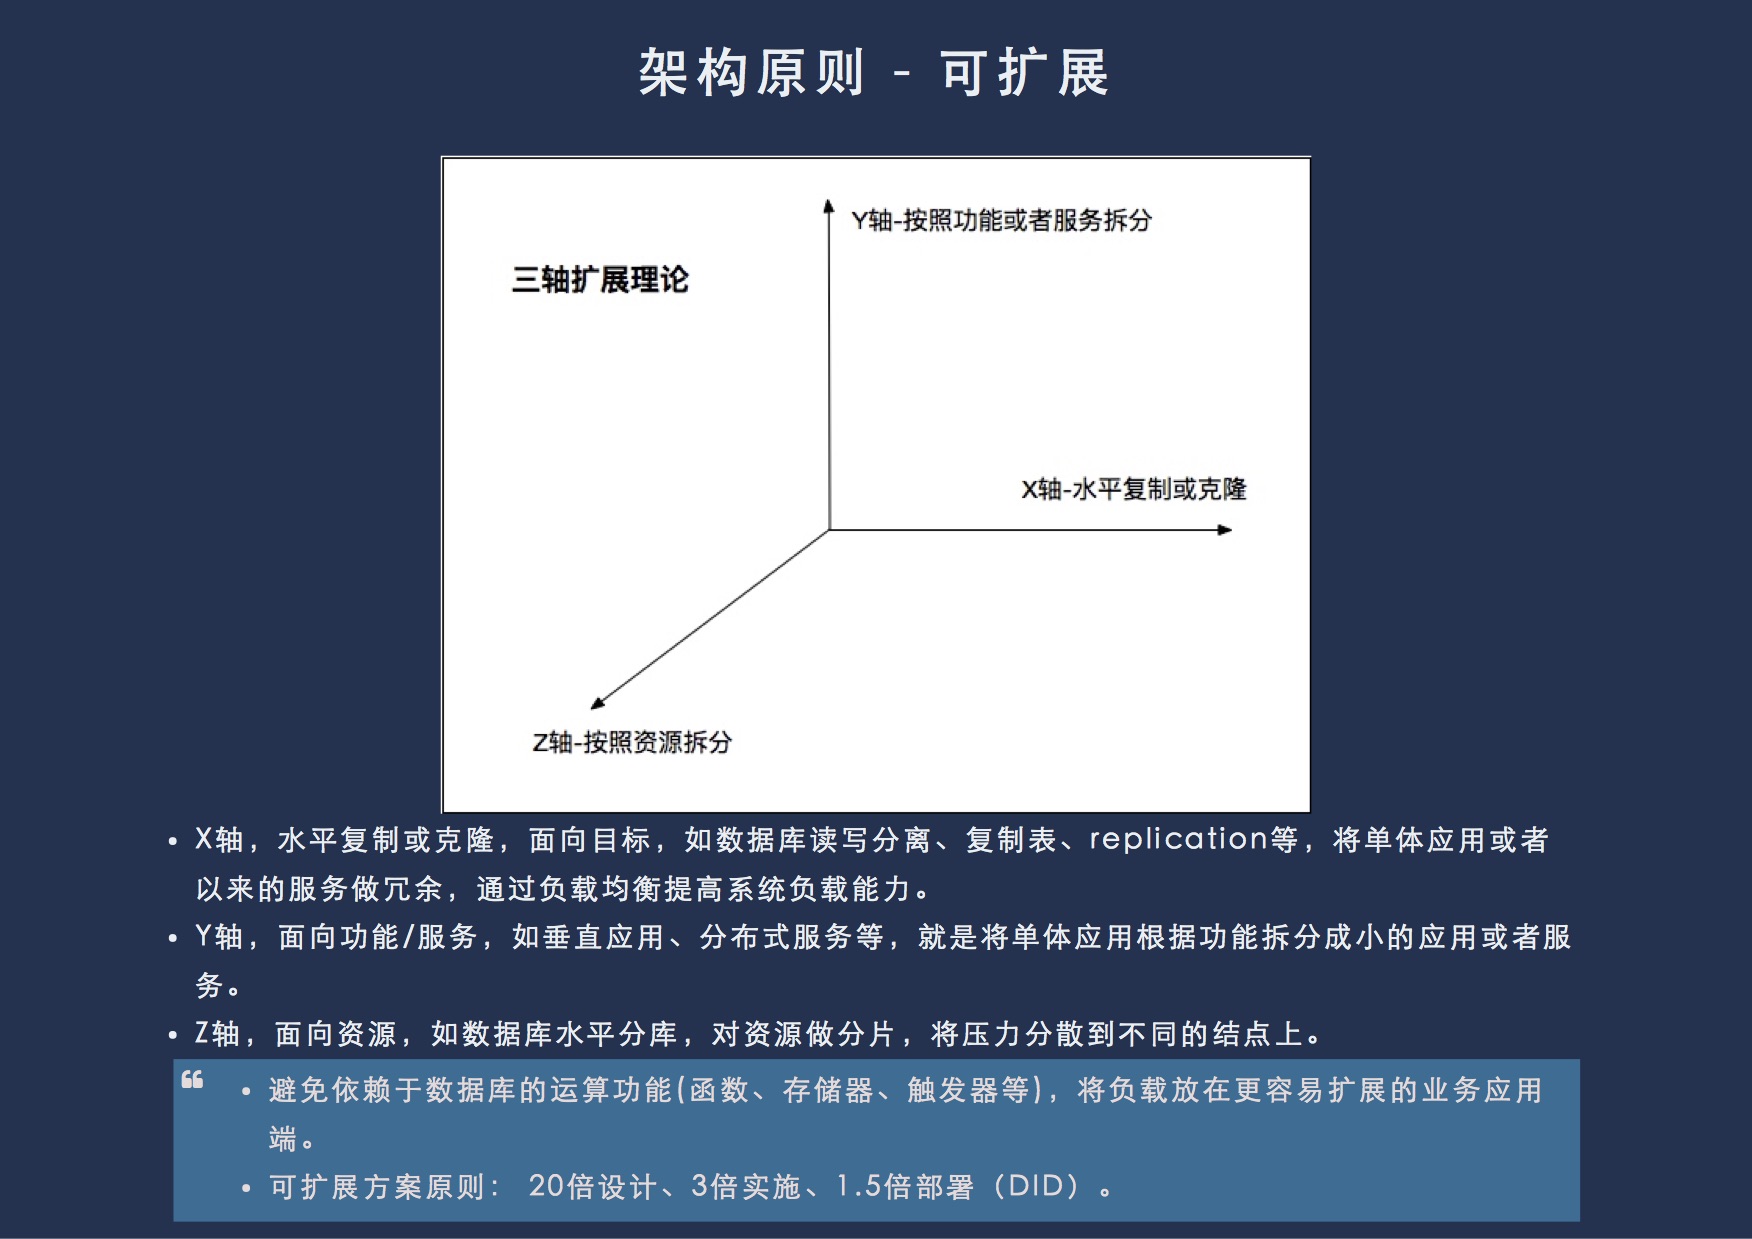 架构原则 - 可扩展
Y轴-按照功能或者服务拆分
三轴扩展理论
X轴-水平复制或克隆
Z轴-按照资源拆分
• X轴，水平复制或克隆，面向目标，如数据库读写分离、复制表、replication等，将单体应用或者
以来的服务做冗余，通过负载均衡提高系统负载能力。
• Y轴，面向功能/服务，如垂直应用、分布式服务等，就是将单体应用根据功能拆分成小的应用或者服
务。
• Z轴，面向资源，如数据库水平分库，对资源做分片，将压力分散到不同的结点上。
❝ • 避免依赖于数据库的运算功能(函数、存储器、触发器等)，将负载放在更容易扩展的业务应用
端。
• 可扩展方案原则： 20倍设计、3倍实施、1.5倍部署（DID）。